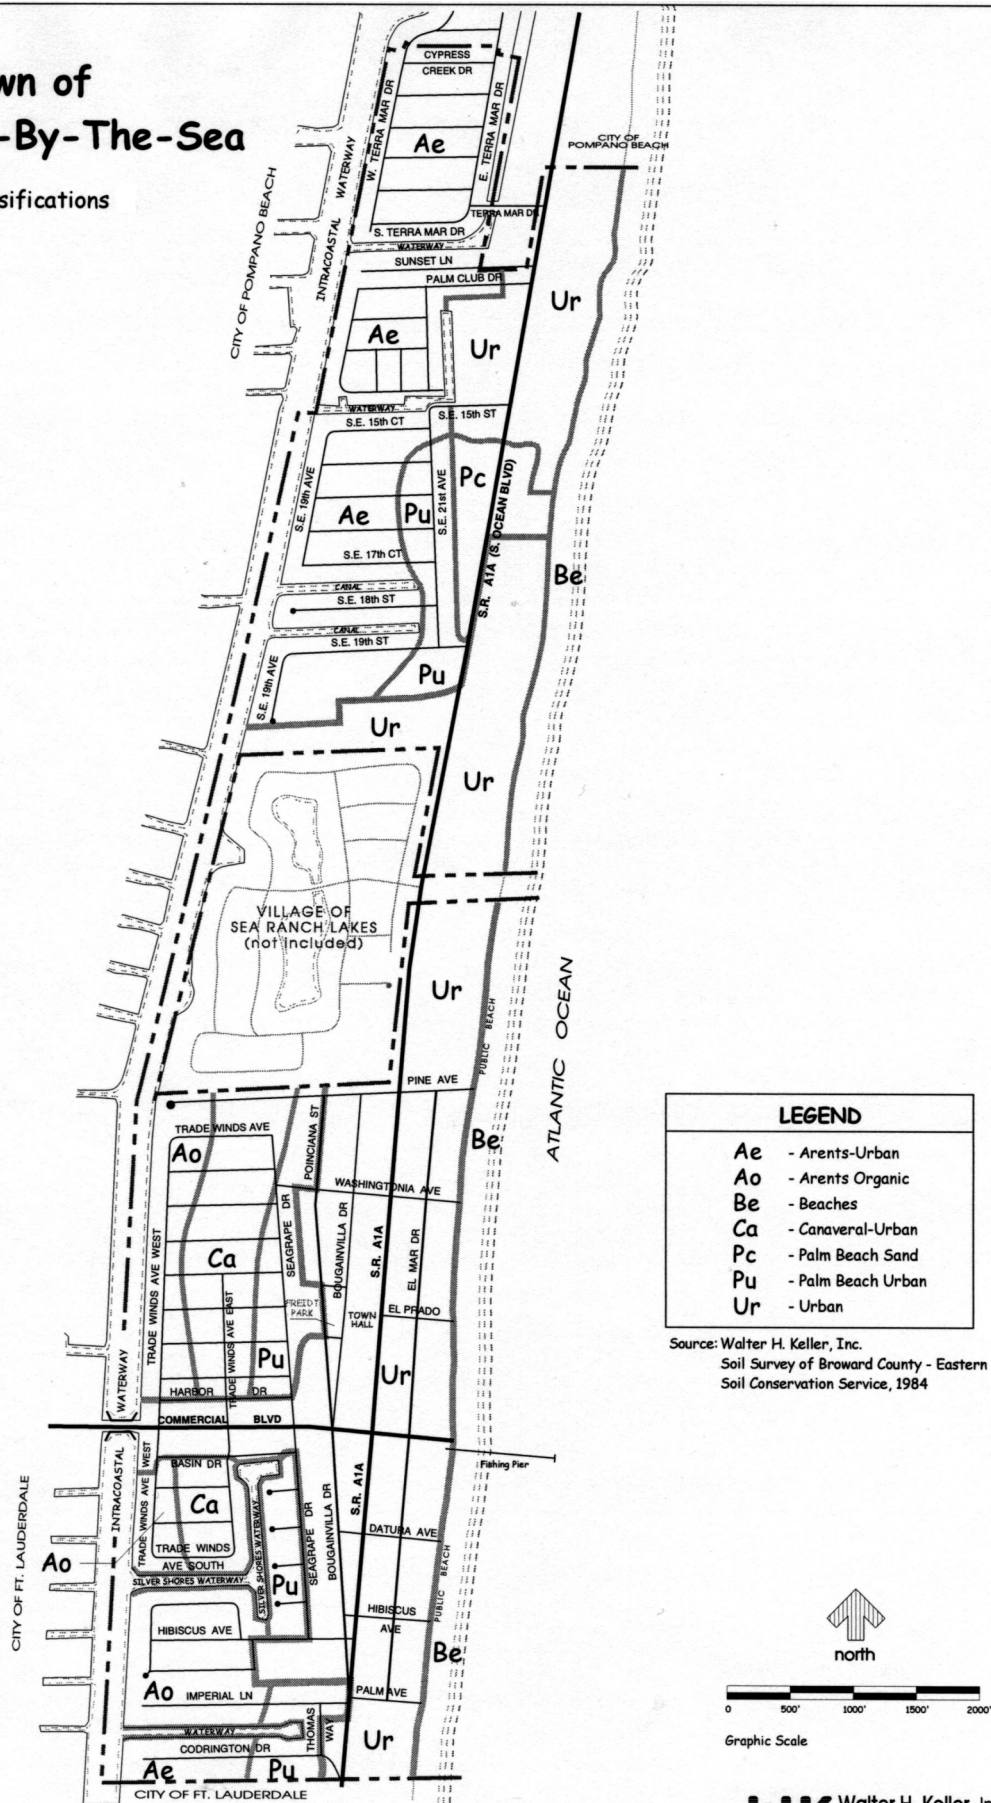 wn of
-By-The-Sea
sifications
CYPRESS
CREEK DR
W. TERRA MAR DR
E. TERRA MAR DR
Ae
CITY OF
POMPANO BEACH
TERRA MAR DR
S. TERRA MAR DR
WATERWAY
SUNSET LN
PALM CLUB DR
CITY OF POMPANO BEACH
INTRACOASTAL WATERWAY
Ur
Ae
Ur
WATERWAY
S.E. 15th CT
S.E. 15th ST
S.E. 19th AVE
Pc
S.E. 21st AVE
S.R. A1A (S. OCEAN BLVD)
Ae
Pu
S.E. 17th CT
Be
CANAL
S.E. 18th ST
CANAL
S.E. 19th ST
S.E. 19th AVE
Pu
Ur
Ur
VILLAGE OF
SEA RANCH LAKES
(not included)
Ur
PUBLIC BEACH
ATLANTIC OCEAN
PINE AVE
TRADE WINDS AVE
Ao
POINCIANA ST
Be
WASHINGTONIA AVE
SEAGRAPE DR
BOUGAINVILLA DR
S.R. A1A
EL MAR DR
TRADE WINDS AVE WEST
Ca
TRADE WINDS AVE EAST
FREIDT
PARK
TOWN
HALL
EL PRADO
Pu
Ur
WATERWAY
HARBOR DR
COMMERCIAL BLVD
Fishing Pier
INTRACOASTAL
TRADE WINDS AVE WEST
BASIN DR
Ca
SILVER SHORES WATERWAY
SEAGRAPE DR
BOUGAINVILLA DR
S.R. A1A
DATURA AVE
PUBLIC BEACH
TRADE WINDS
AVE SOUTH
Ao
SILVER SHORES WATERWAY
Pu
CITY OF FT. LAUDERDALE
HIBISCUS AVE
HIBISCUS
AVE
Be
Ao
IMPERIAL LN
PALM AVE
WATERWAY
THOMAS
WAY
Ur
CODRINGTON DR
Ae
Pu
CITY OF FT. LAUDERDALE
LEGEND
Ae - Arents-Urban
Ao - Arents Organic
Be - Beaches
Ca - Canaveral-Urban
Pc - Palm Beach Sand
Pu - Palm Beach Urban
Ur - Urban
Source: Walter H. Keller, Inc.
Soil Survey of Broward County - Eastern
Soil Conservation Service, 1984
north
0 500' 1000' 1500' 2000'
Graphic Scale
Walter H. Keller, In